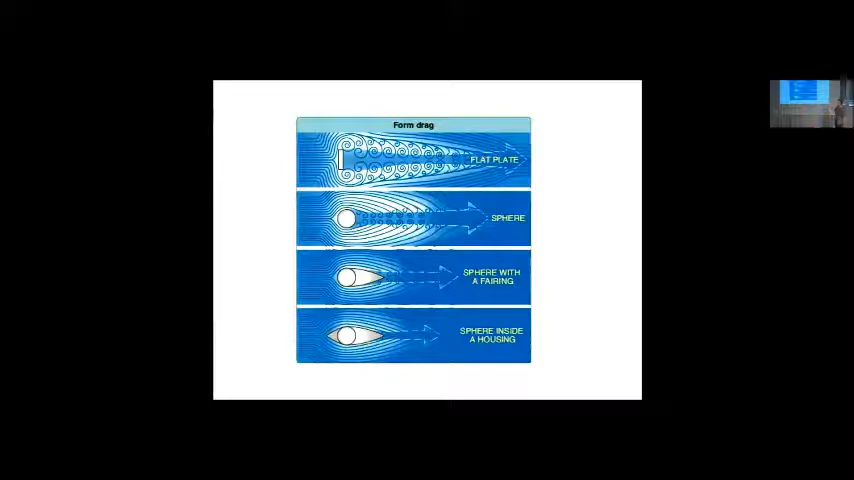 Form drag
FLAT PLATE
SPHERE
SPHERE WITH
A FAIRING
SPHERE INSIDE
A HOUSING